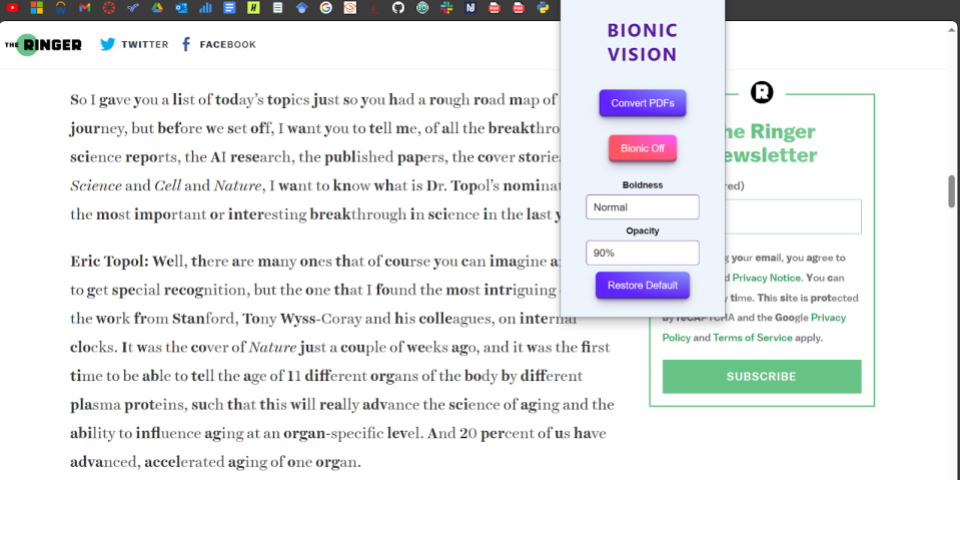 THE RINGER
TWITTER
FACEBOOK
So I gave you a list of today's topics just so you had a rough road map of
journey, but before we set off, I want you to tell me, of all the breakthro
science reports, the AI research, the published papers, the cover storie
Science and Cell and Nature, I want to know what is Dr. Topol's nominat
the most important or interesting breakthrough in science in the last y
Eric Topol: Well, there are many ones that of course you can imagine a
to get special recognition, but the one that I found the most intriguing
the work from Stanford, Tony Wyss-Coray and his colleagues, on internal
clocks. It was the cover of Nature just a couple of weeks ago, and it was the first
time to be able to tell the age of 11 different organs of the body by different
plasma proteins, such that this will really advance the science of aging and the
ability to influence aging at an organ-specific level. And 20 percent of us have
advanced, accelerated aging of one organ.
BIONIC
VISION
Convert PDFs
Bionic Off
Boldness
Normal
Opacity
90%
Restore Default
R
he Ringer
ewsletter
red)
g your email, you agree to
d Privacy Notice. You can
time. This site is protected
by reCAPTCHA and the Google Privacy
Policy and Terms of Service apply.
SUBSCRIBE